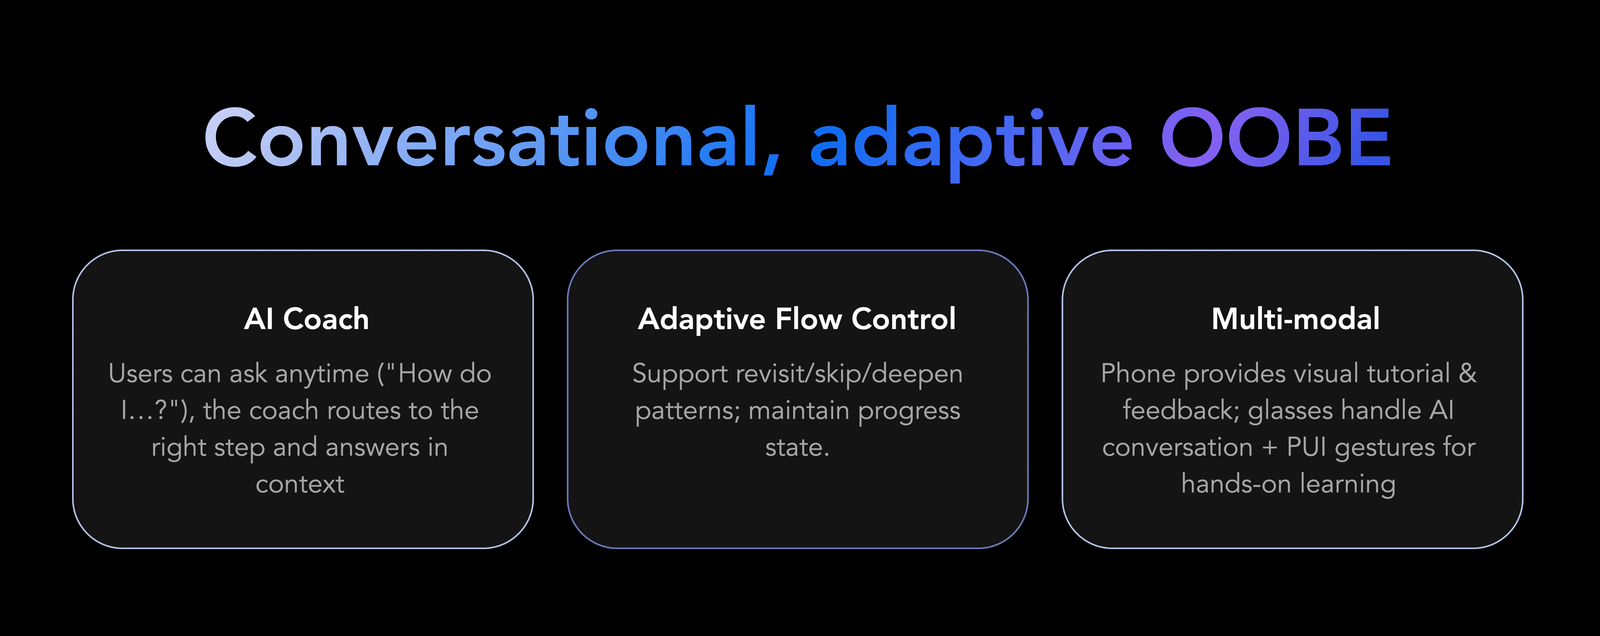 Conversational, adaptive OOBE
AI Coach
Users can ask anytime ("How do
I...?"), the coach routes to the
right step and answers in
context
Adaptive Flow Control
Support revisit/skip/deepen
patterns; maintain progress
state.
Multi-modal
Phone provides visual tutorial &
feedback; glasses handle AI
conversation + PUI gestures for
hands-on learning